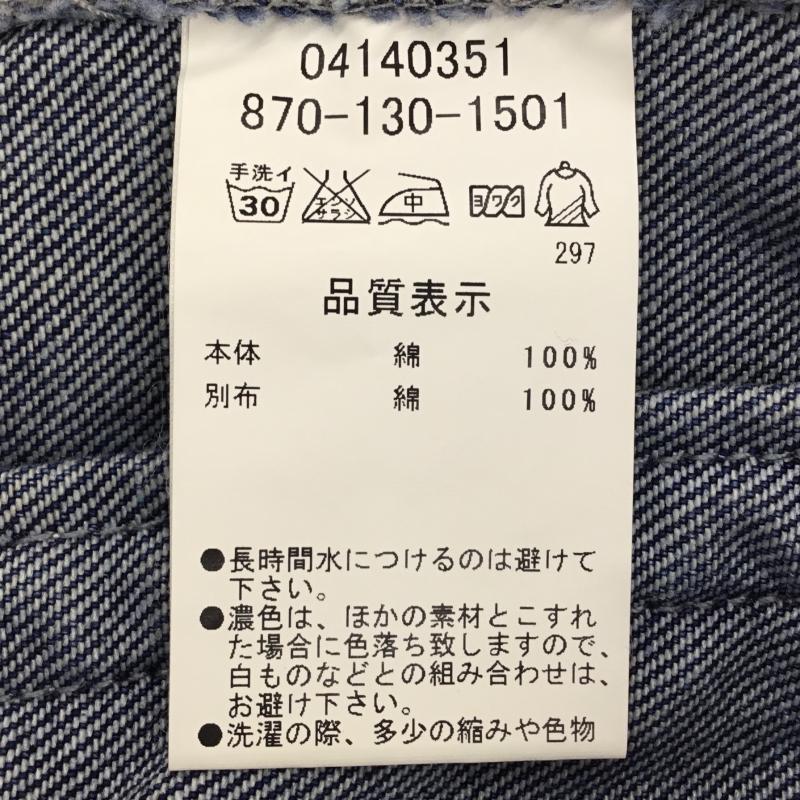 04140351
870-130-1501
手洗イ
30 エンソサラシ 中 ヨワク
297
品質表示
本体 綿 100%
別布 綿 100%
●長時間水につけるのは避けて
下さい。
●濃色は、ほかの素材とこすれ
た場合に色落ち致しますので、
白ものなどとの組み合わせは、
お避け下さい。
●洗濯の際、多少の縮みや色物